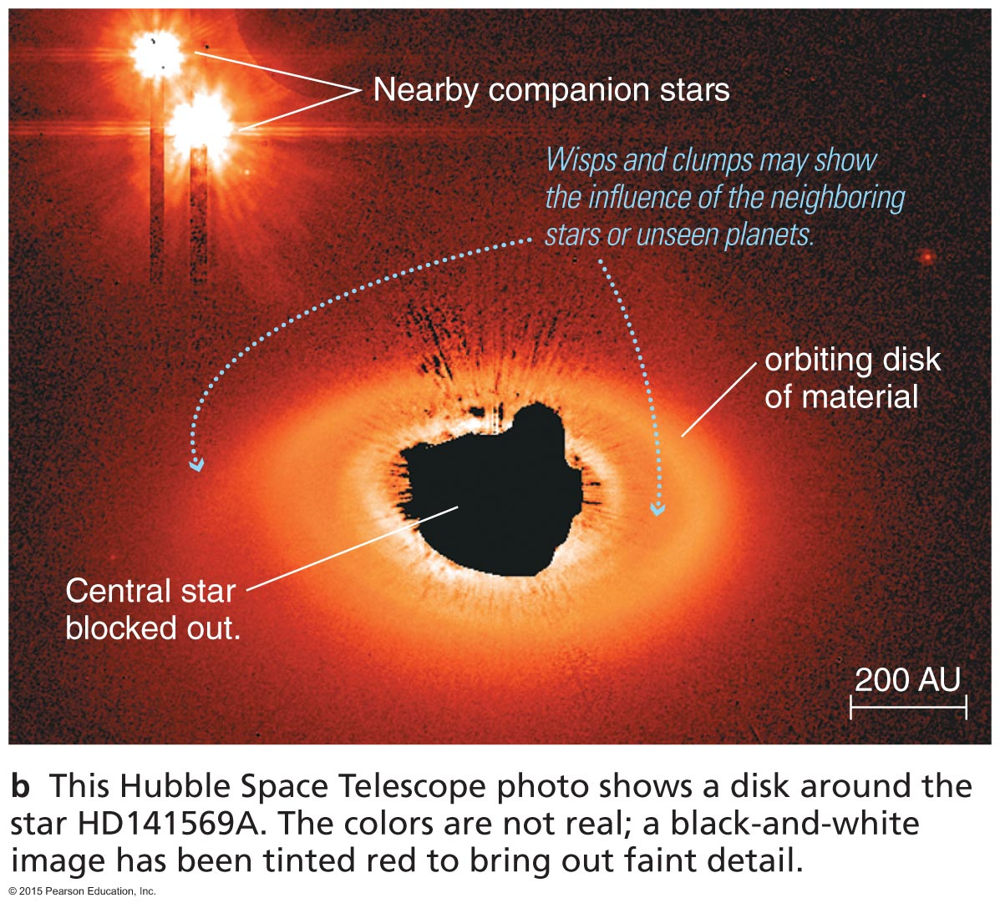 Nearby companion stars
Wisps and clumps may show
the influence of the neighboring
stars or unseen planets.
orbiting disk
of material
Central star
blocked out.
200 AU
b This Hubble Space Telescope photo shows a disk around the
star HD141569A. The colors are not real; a black-and-white
image has been tinted red to bring out faint detail.
© 2015 Pearson Education, Inc.